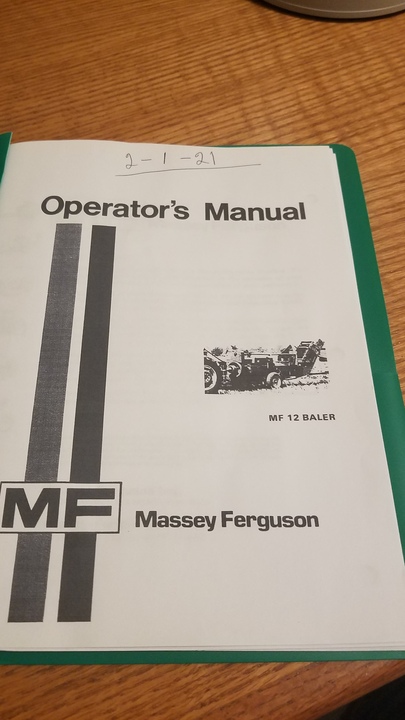 2-1-21
Operator's Manual
MF 12 BALER
MF
Massey Ferguson